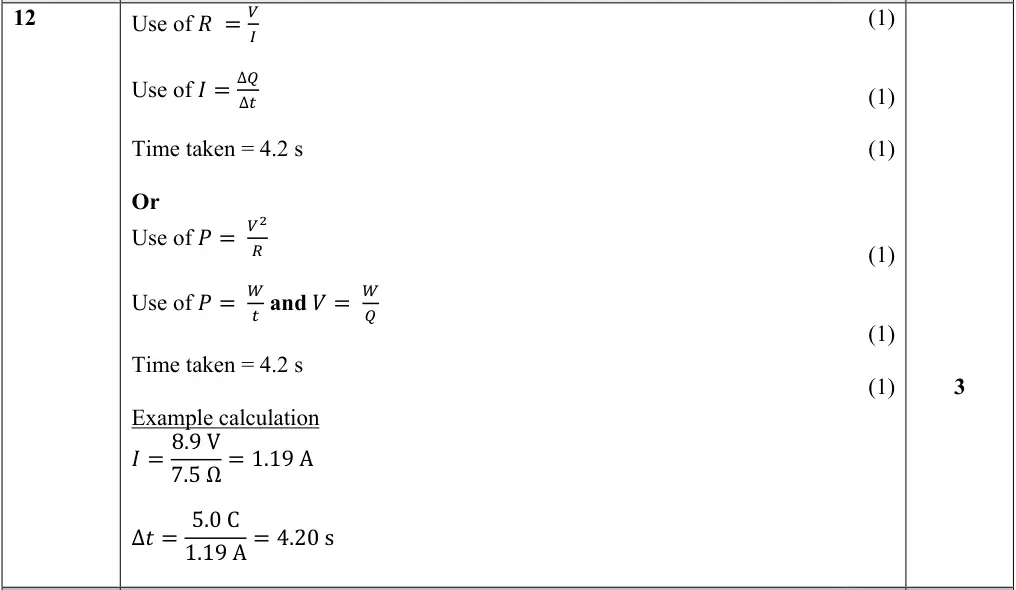 12
Use of R = V/I (1)
Use of I = ΔQ/Δt (1)
Time taken = 4.2 s (1)
Or
Use of P = V²/R (1)
Use of P = W/t and V = W/Q (1)
Time taken = 4.2 s (1)
3
Example calculation
I = 8.9 V/7.5 Ω = 1.19 A
Δt = 5.0 C/1.19 A = 4.20 s